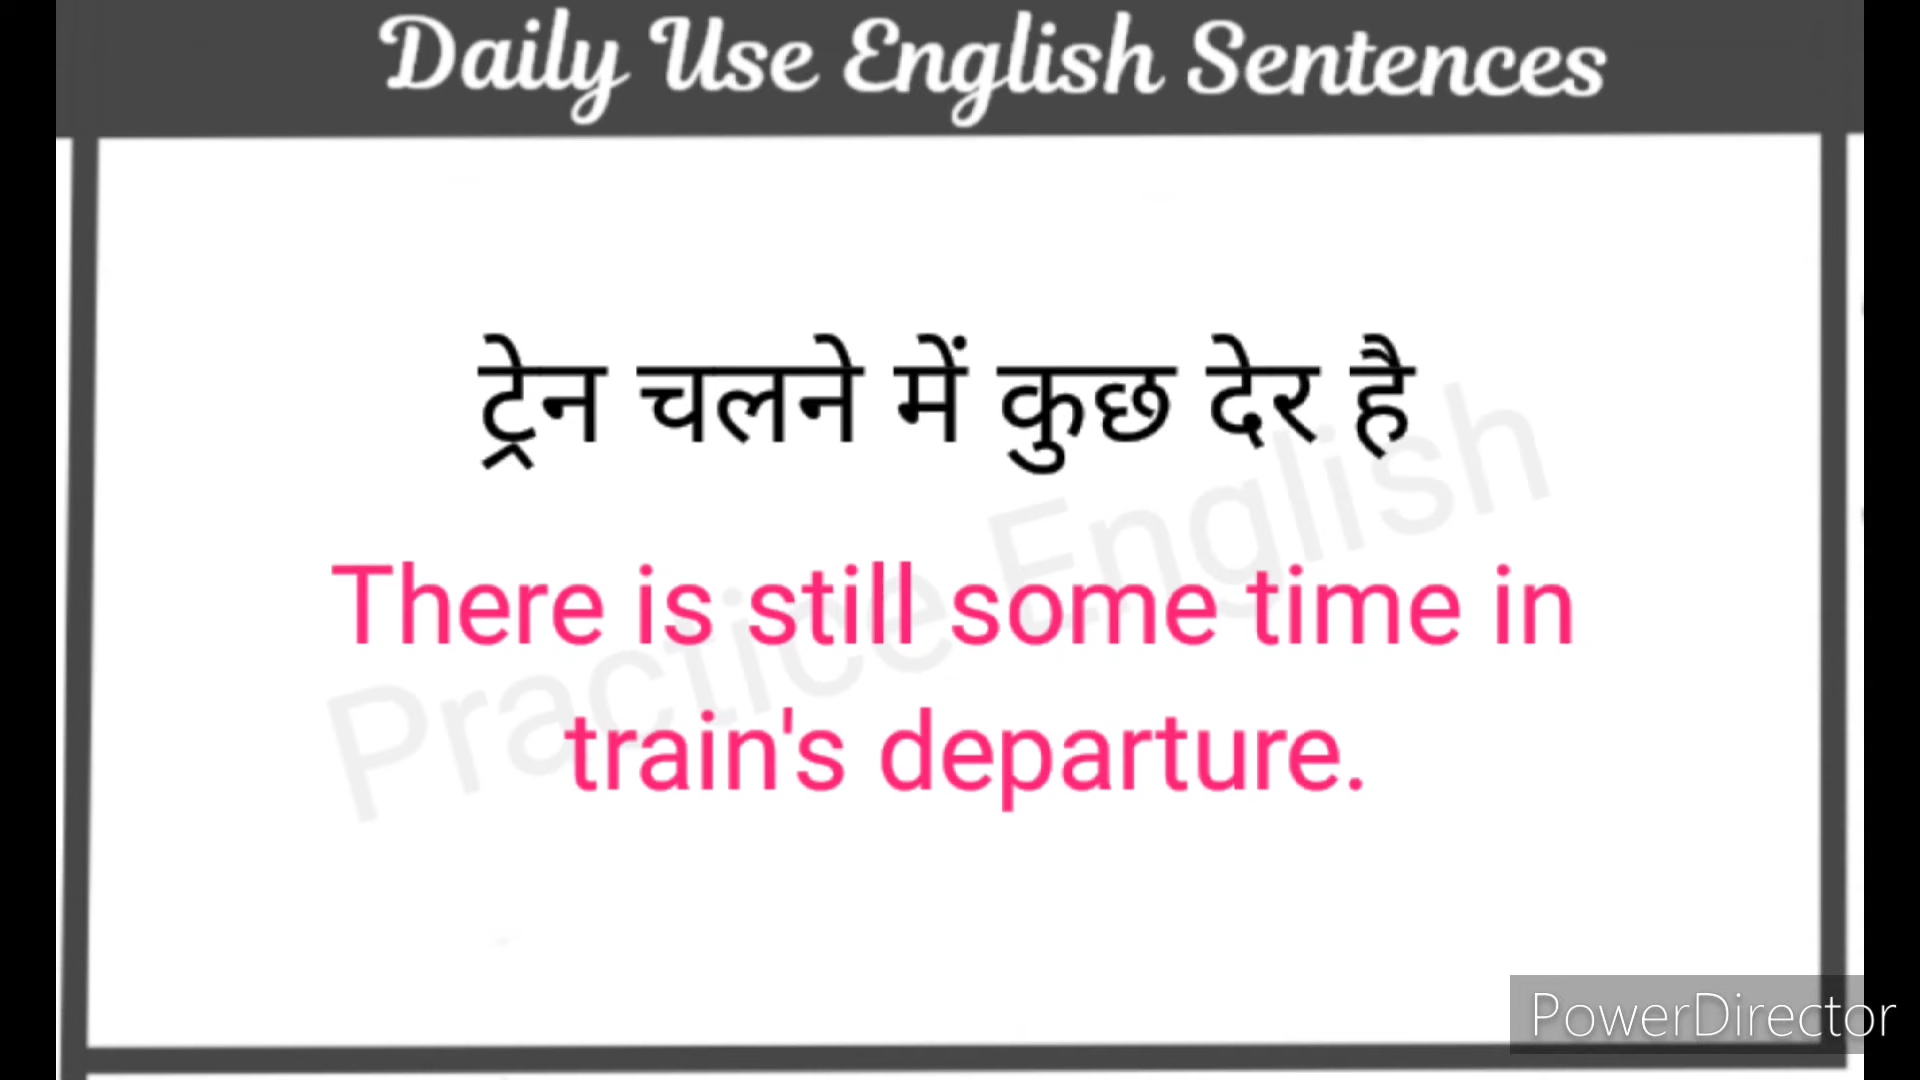 Daily Use English Sentences
ट्रेन चलने में कुछ देर है
There is still some time in
train's departure.
Practice English
PowerDirector